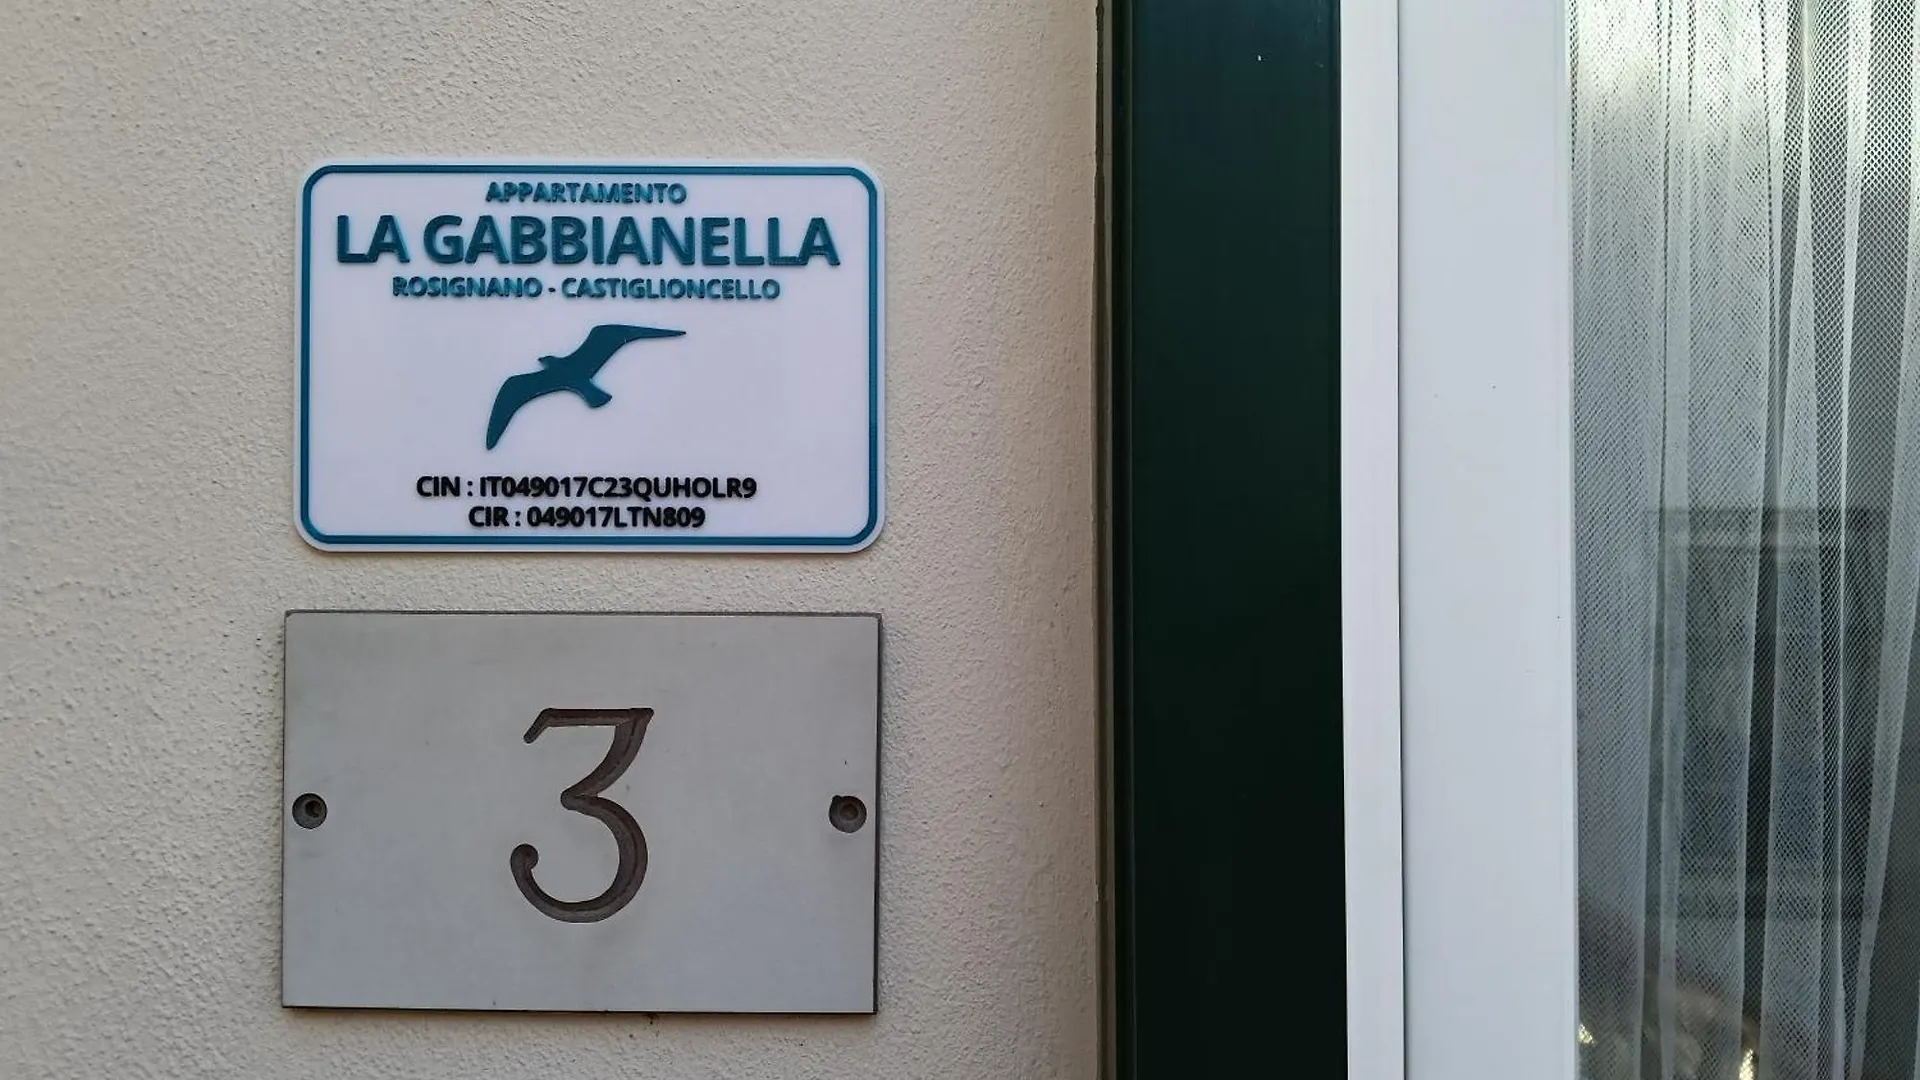 APPARTAMENTO
LA GABBIANELLA
ROSIGNANO - CASTIGLIONCELLO
CIN : IT049017C23QUHOLR9
CIR : 049017LTN809
3